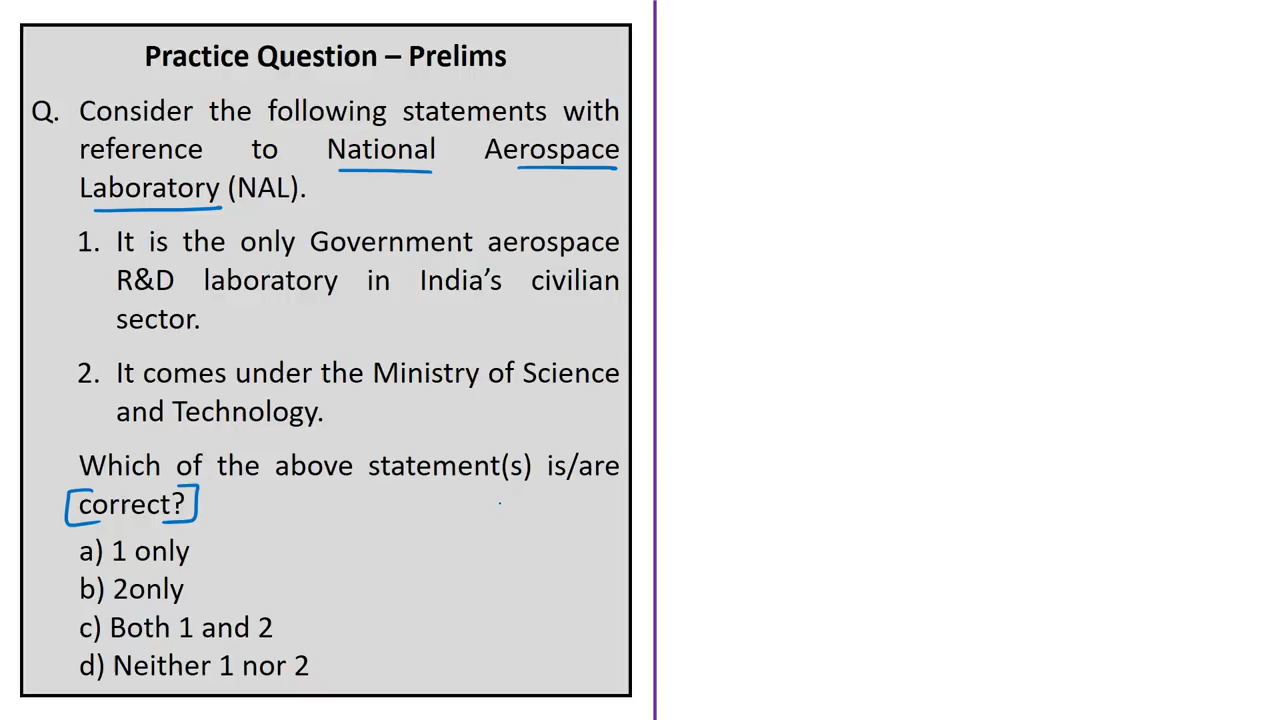 Practice Question – Prelims
Q. Consider the following statements with
reference to National Aerospace
Laboratory (NAL).
1. It is the only Government aerospace
R&D laboratory in India’s civilian
sector.
2. It comes under the Ministry of Science
and Technology.
Which of the above statement(s) is/are
correct?
a) 1 only
b) 2only
c) Both 1 and 2
d) Neither 1 nor 2